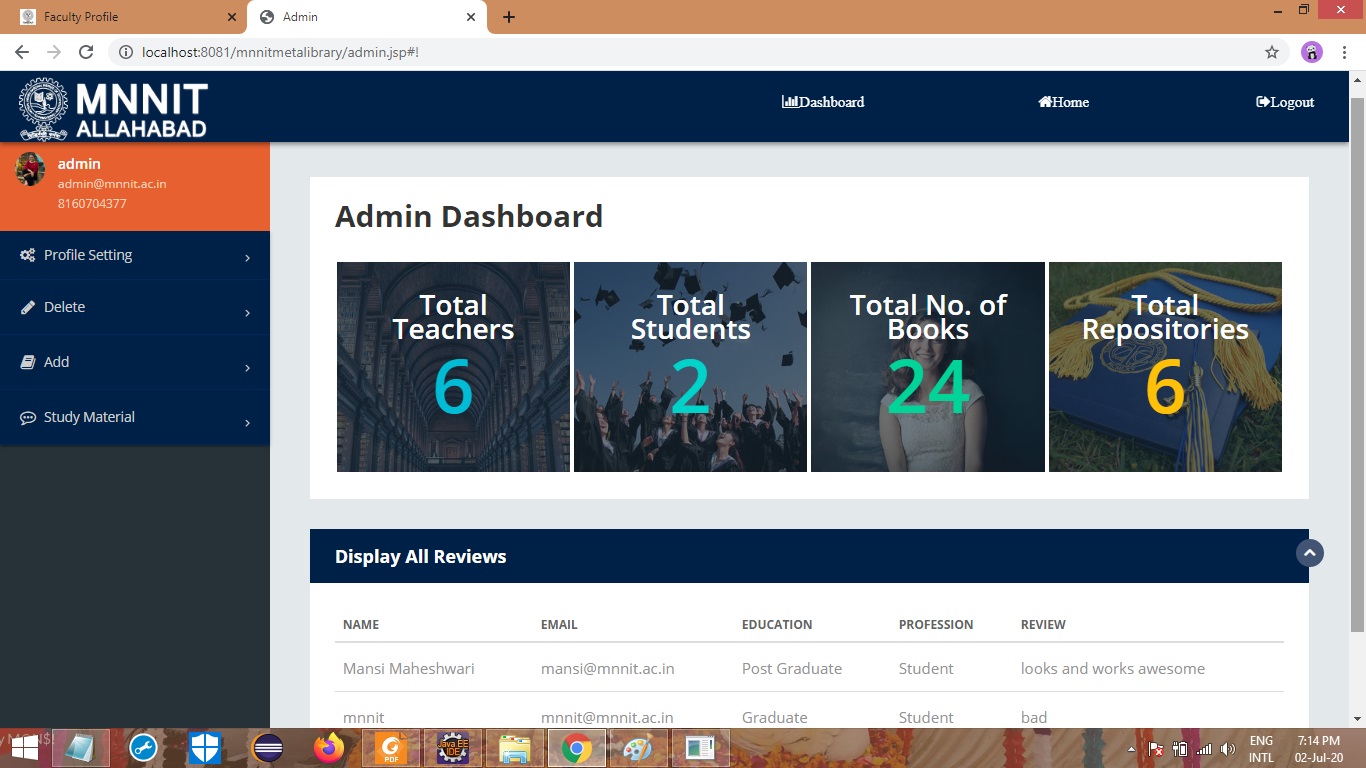 Faculty Profile
Admin
localhost:8081/mnnitmetalibrary/admin.jsp#!
MNNIT
ALLAHABAD
Dashboard
Home
Logout
admin
admin@mnnit.ac.in
8160704377
Profile Setting
Delete
Add
Study Material
Admin Dashboard
Total
Teachers
6
Total
Students
2
Total No. of
Books
24
Total
Repositories
6
Display All Reviews
NAME EMAIL EDUCATION PROFESSION REVIEW
Mansi Maheshwari mansi@mnnit.ac.in Post Graduate Student looks and works awesome
mnnit mnnit@mnnit.ac.in Graduate Student bad
PDF
Java EE
IDE
ENG
INTL
7:14 PM
02-Jul-20